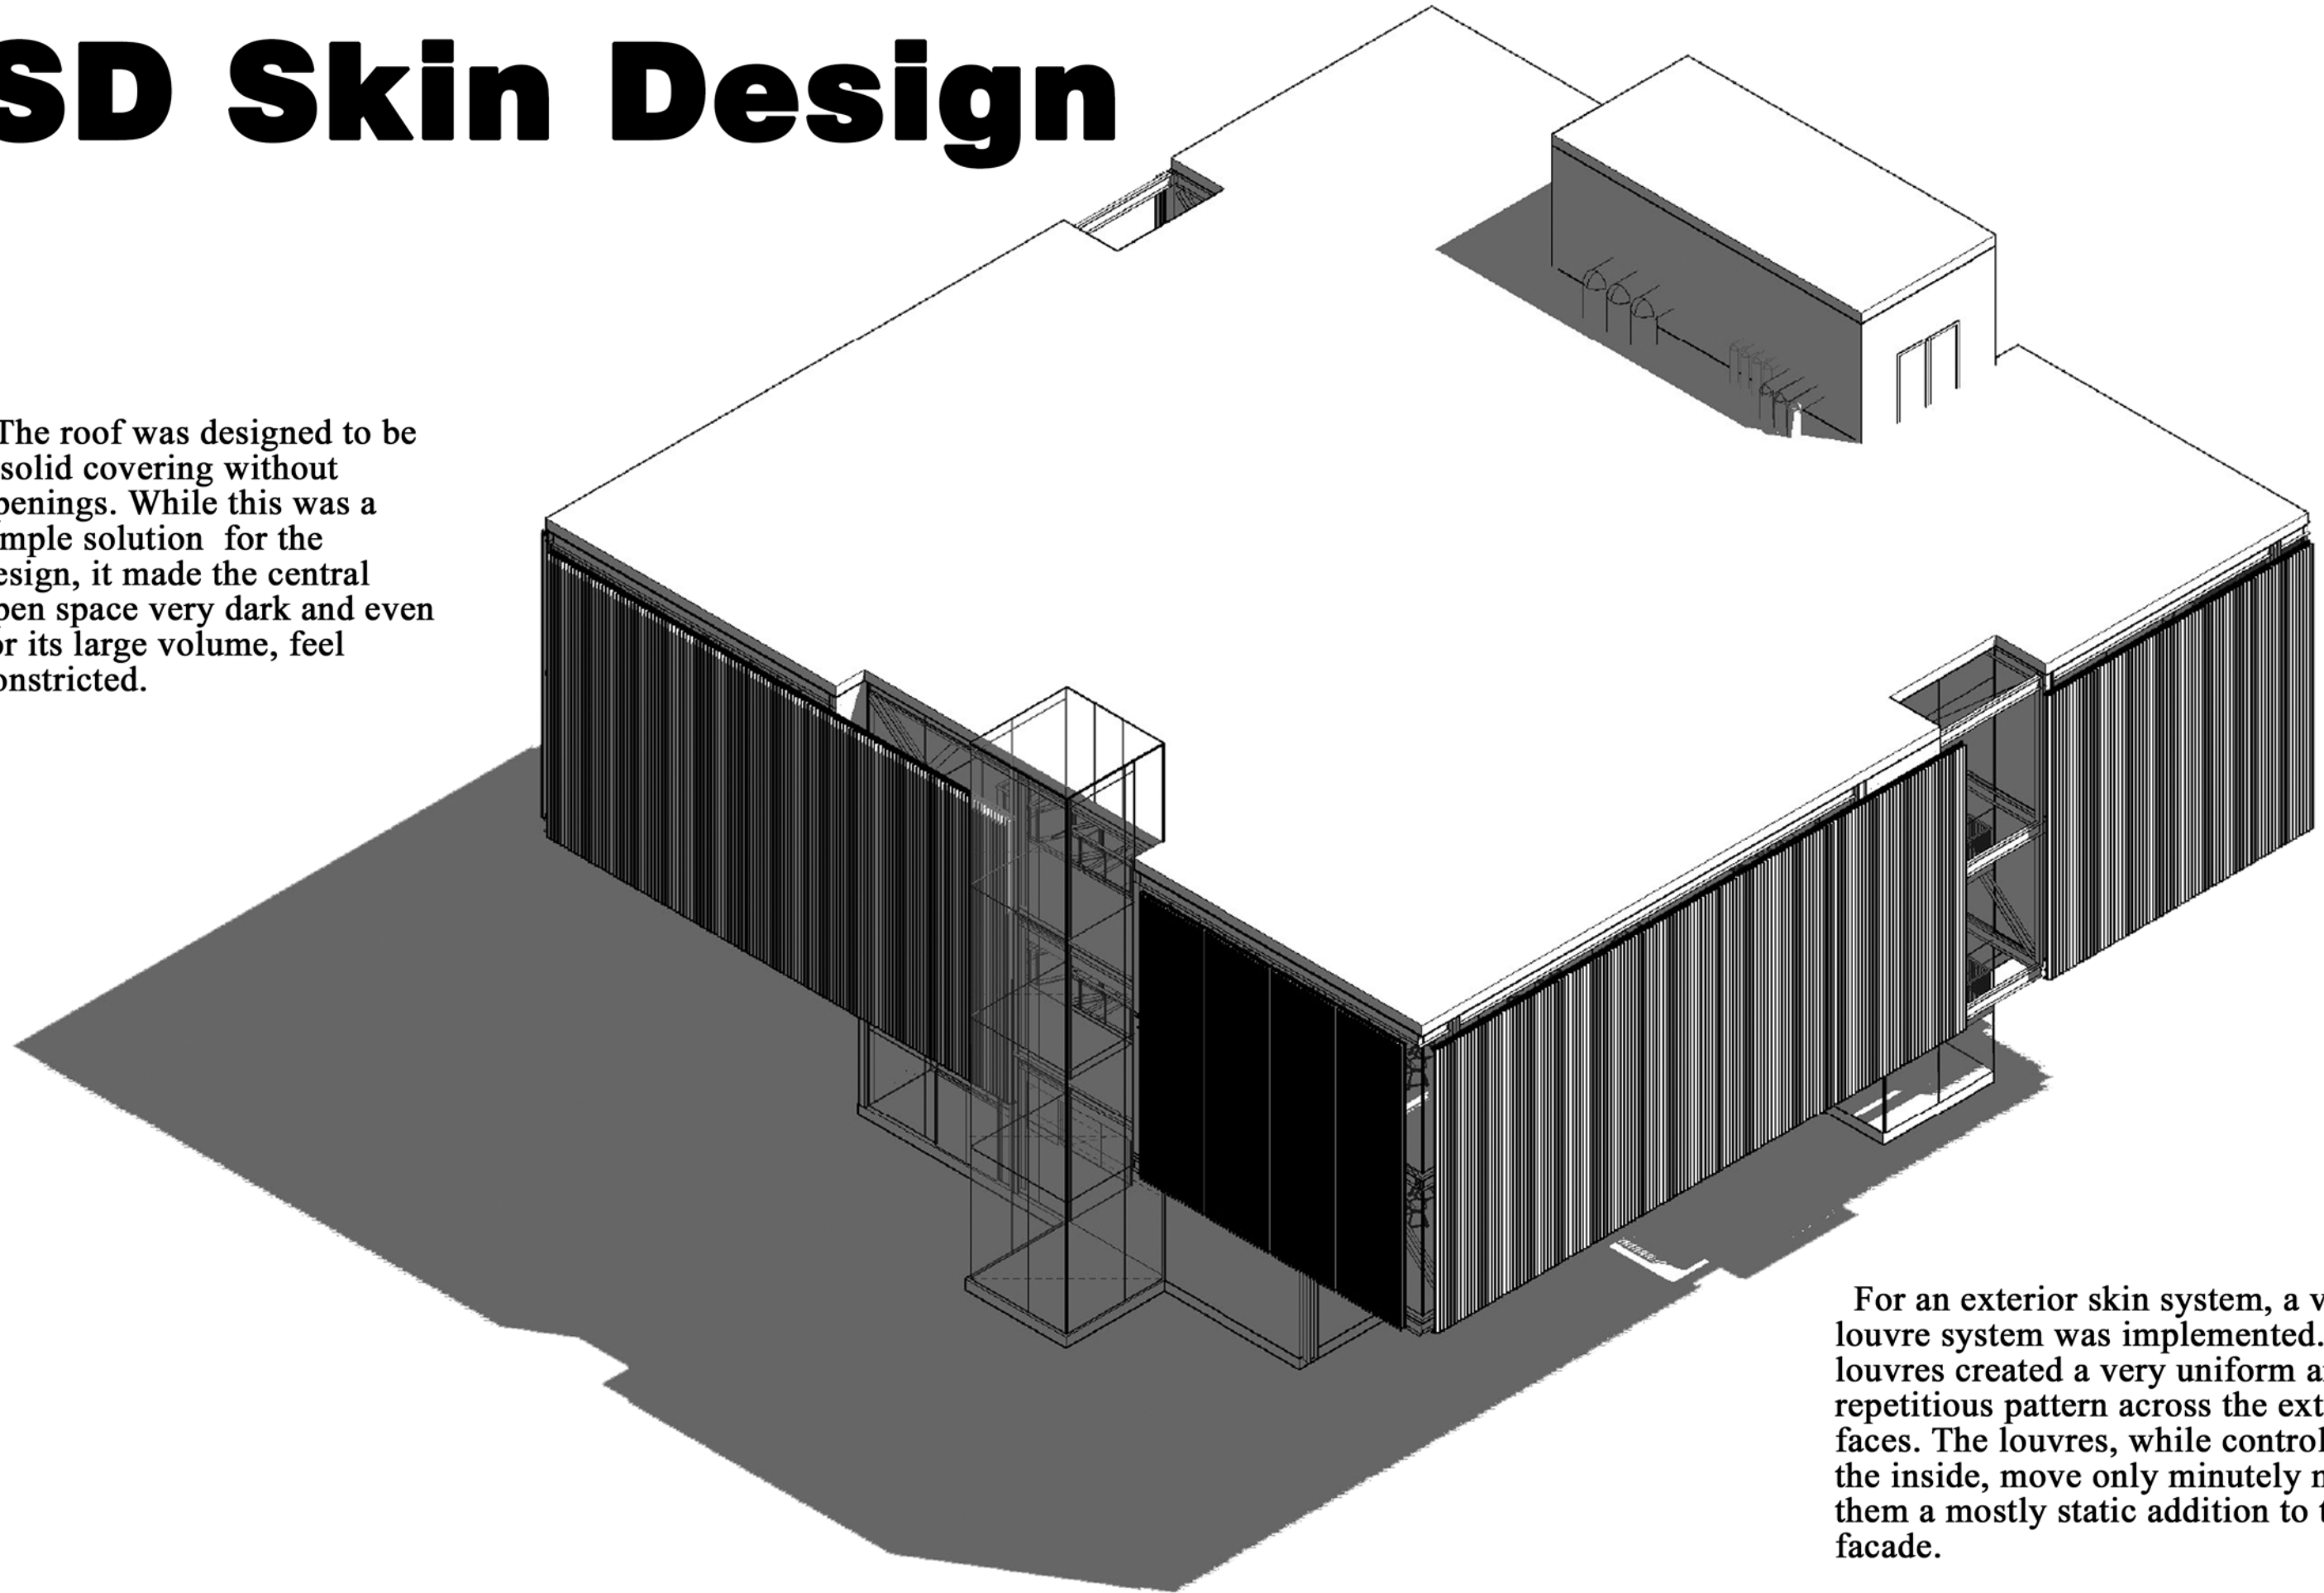 SD Skin Design
The roof was designed to be
solid covering without
penings. While this was a
mple solution for the
esign, it made the central
pen space very dark and even
or its large volume, feel
onstricted.
For an exterior skin system, a v
louvre system was implemented.
louvres created a very uniform a
repetitious pattern across the ext
faces. The louvres, while control
the inside, move only minutely m
them a mostly static addition to t
facade.